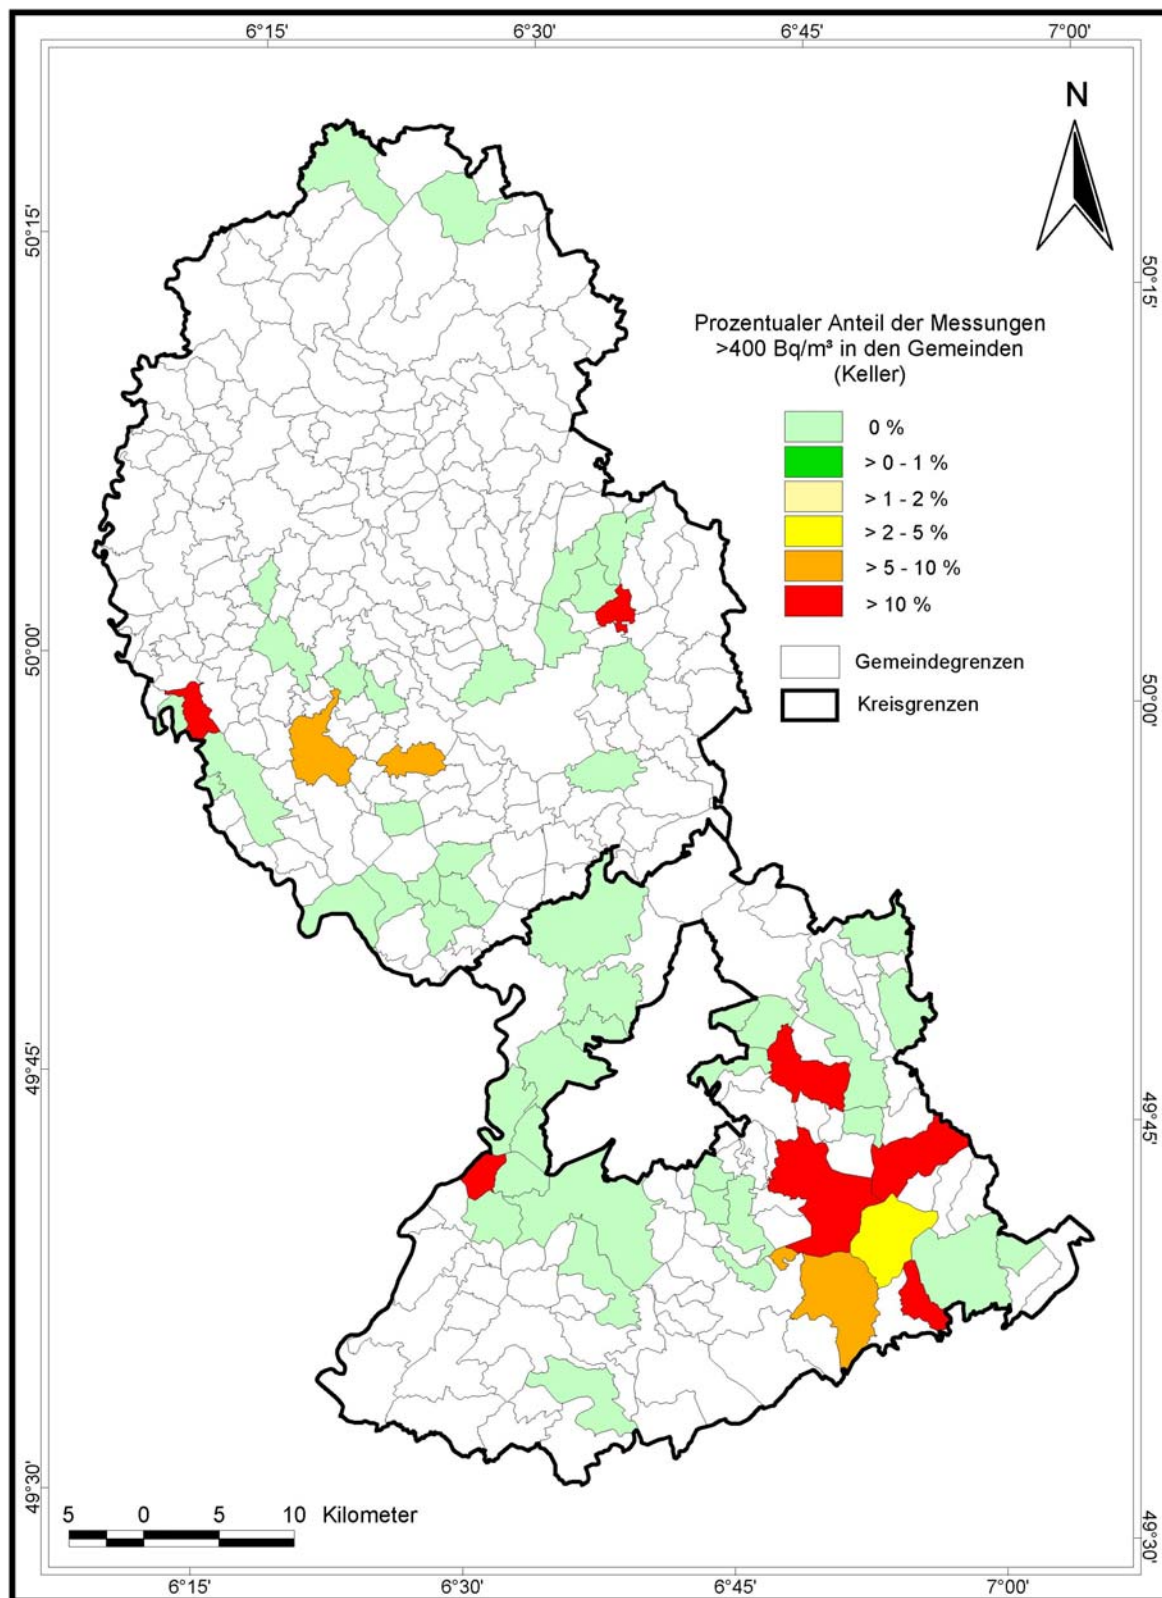 6°15'
6°30'
6°45'
7°00'
N
50°15'
50°15'
Prozentualer Anteil der Messungen
>400 Bq/m³ in den Gemeinden
(Keller)
0 %
> 0 - 1 %
> 1 - 2 %
> 2 - 5 %
> 5 - 10 %
> 10 %
Gemeindegrenzen
Kreisgrenzen
50°00'
50°00'
49°45'
49°45'
49°30'
49°30'
5 0 5 10 Kilometer
6°15'
6°30'
6°45'
7°00'